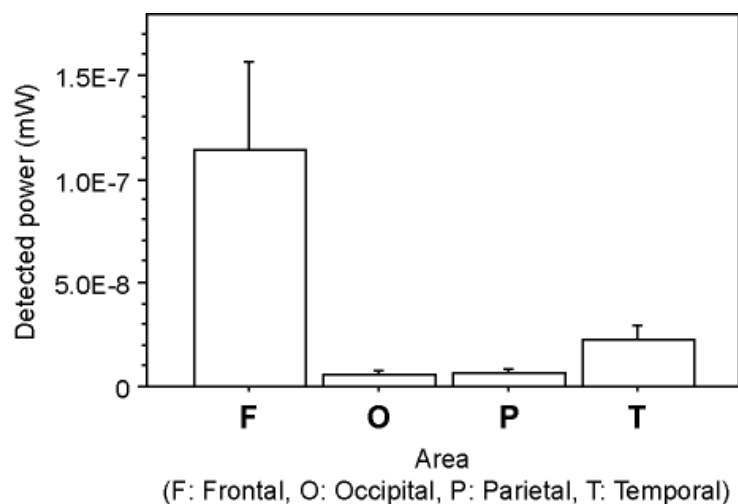 Detected power (mW)
1.5E-7
1.0E-7
5.0E-8
0
F O P T
Area
(F: Frontal, O: Occipital, P: Parietal, T: Temporal)